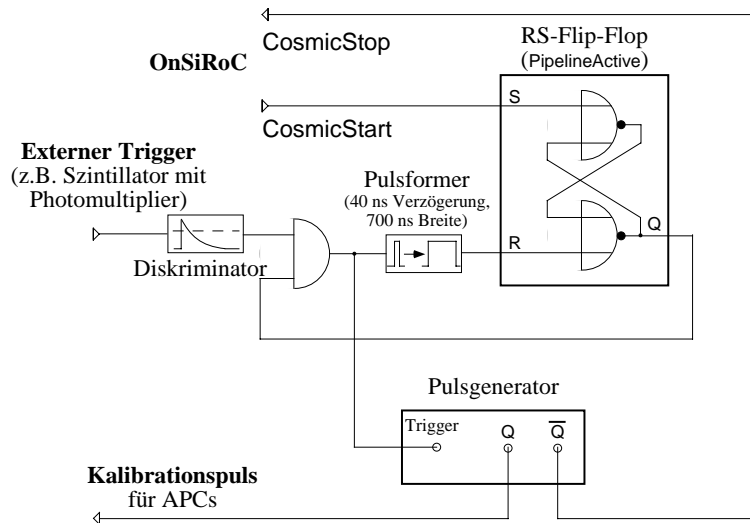 CosmicStop
OnSiRoC
RS-Flip-Flop
(PipelineActive)
S
CosmicStart
Externer Trigger
(z.B. Szintillator mit
Photomultiplier)
Pulsformer
(40 ns Verzögerung,
700 ns Breite)
Q
R
Diskriminator
Pulsgenerator
Trigger
Q
Q̅
Kalibrationspuls
für APCs